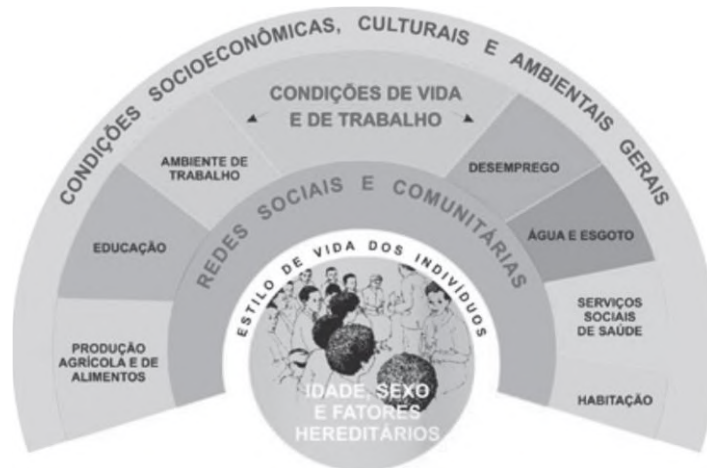 CONDIÇÕES SOCIOECONÔMICAS, CULTURAIS E AMBIENTAIS GERAIS
CONDIÇÕES DE VIDA
E DE TRABALHO
AMBIENTE DE
TRABALHO
DESEMPREGO
REDES SOCIAIS E COMUNITÁRIAS
EDUCAÇÃO
ÁGUA E ESGOTO
ESTILO DE VIDA DOS INDIVÍDUOS
PRODUÇÃO
AGRÍCOLA E DE
ALIMENTOS
SERVIÇOS
SOCIAIS
DE SAÚDE
HABITAÇÃO
IDADE, SEXO
E FATORES
HEREDITÁRIOS